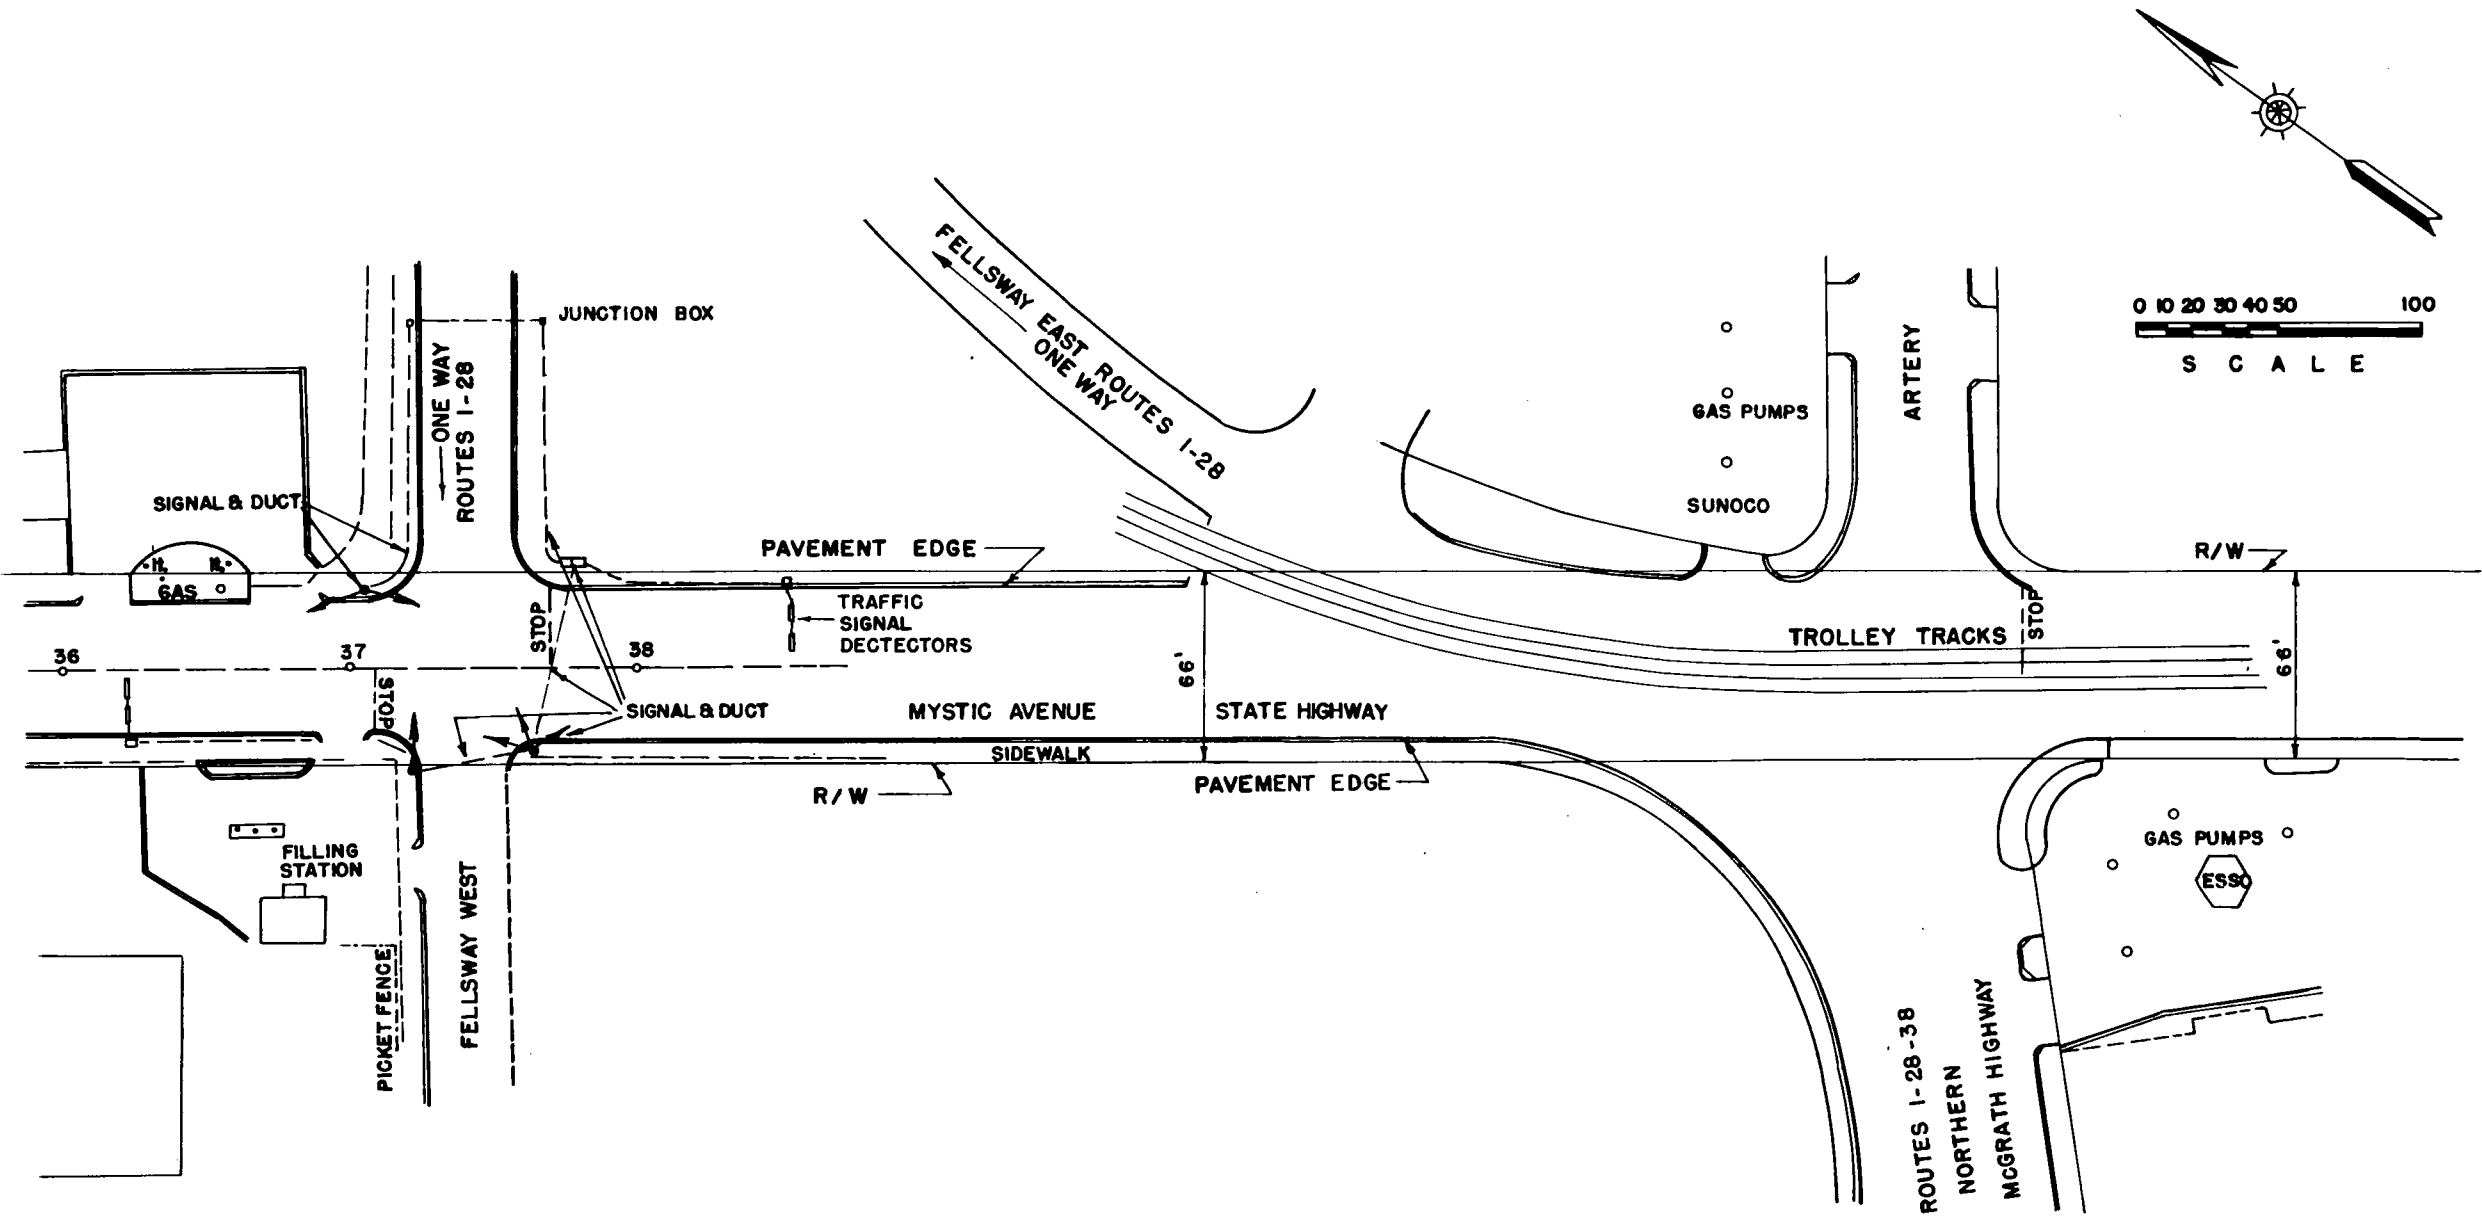 0 10 20 30 40 50 100
S C A L E
JUNCTION BOX
ONE WAY
ROUTES 1-28
FELLSWAY EAST ROUTES 1-28
ONE WAY
GAS PUMPS
SUNOCO
ARTERY
SIGNAL & DUCT
PAVEMENT EDGE
R/W
GAS
STOP
TRAFFIC
SIGNAL
DECTECTORS
TROLLEY TRACKS
STOP
36
37
38
66'
66'
STOP
SIGNAL & DUCT
MYSTIC AVENUE
STATE HIGHWAY
SIDEWALK
R/W
PAVEMENT EDGE
FILLING
STATION
GAS PUMPS
ESSO
PICKET FENCE
FELLSWAY WEST
ROUTES 1-28-38
NORTHERN
MCGRATH HIGHWAY